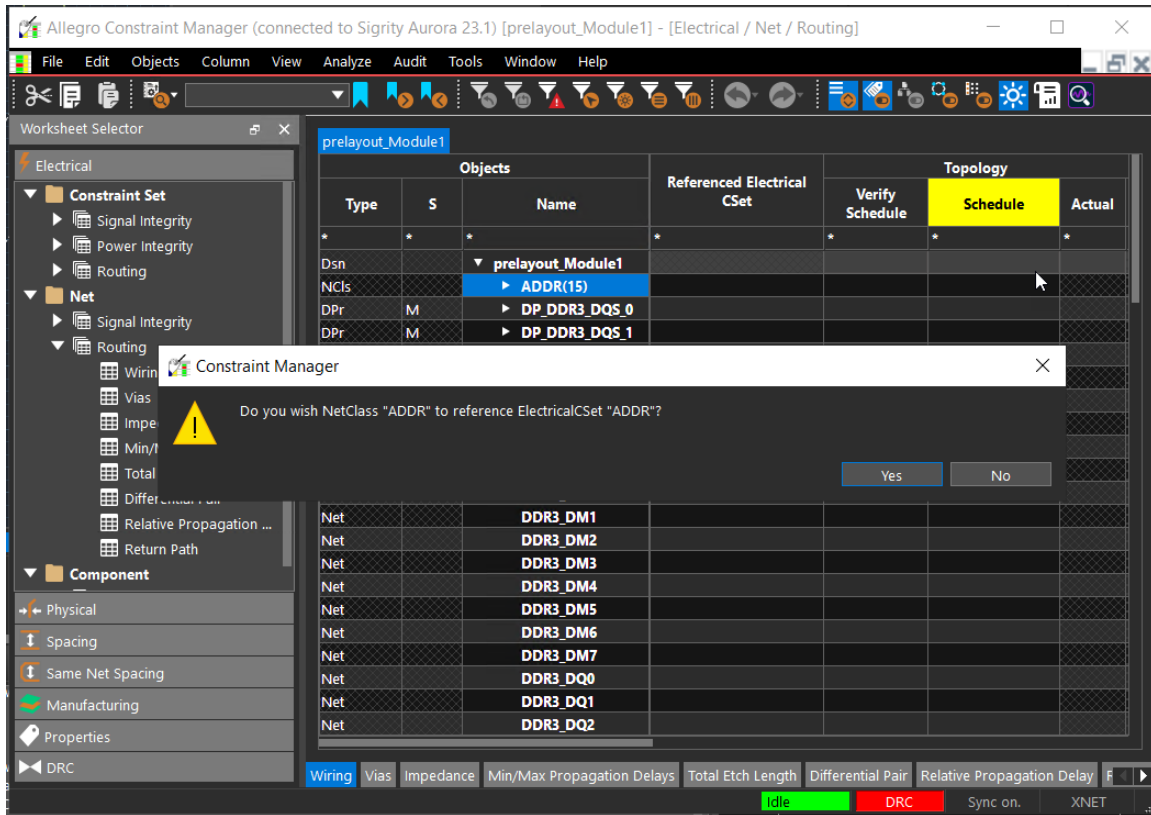 Allegro Constraint Manager (connected to Sigrity Aurora 23.1) [prelayout_Module1] - [Electrical / Net / Routing]
File Edit Objects Column View Analyze Audit Tools Window Help
Worksheet Selector
Electrical
Constraint Set
Signal Integrity
Power Integrity
Routing
Net
Signal Integrity
Routing
Vias
Total
Relative Propagation ...
Return Path
Component
Physical
Spacing
Same Net Spacing
Manufacturing
Properties
DRC
prelayout_Module1
Objects Referenced Electrical CSet Topology
Type S Name Verify Schedule Schedule Actual
* * * * * * *
Dsn prelayout_Module1
NCls ADDR(15)
DPr M DP_DDR3_DQS_0
DPr M DP_DDR3_DQS_1
Constraint Manager
Do you wish NetClass "ADDR" to reference ElectricalCSet "ADDR"?
Yes No
Net DDR3_DM1
Net DDR3_DM2
Net DDR3_DM3
Net DDR3_DM4
Net DDR3_DM5
Net DDR3_DM6
Net DDR3_DM7
Net DDR3_DQ0
Net DDR3_DQ1
Net DDR3_DQ2
Wiring Vias Impedance Min/Max Propagation Delays Total Etch Length Differential Pair Relative Propagation Delay
Idle DRC Sync on. XNET